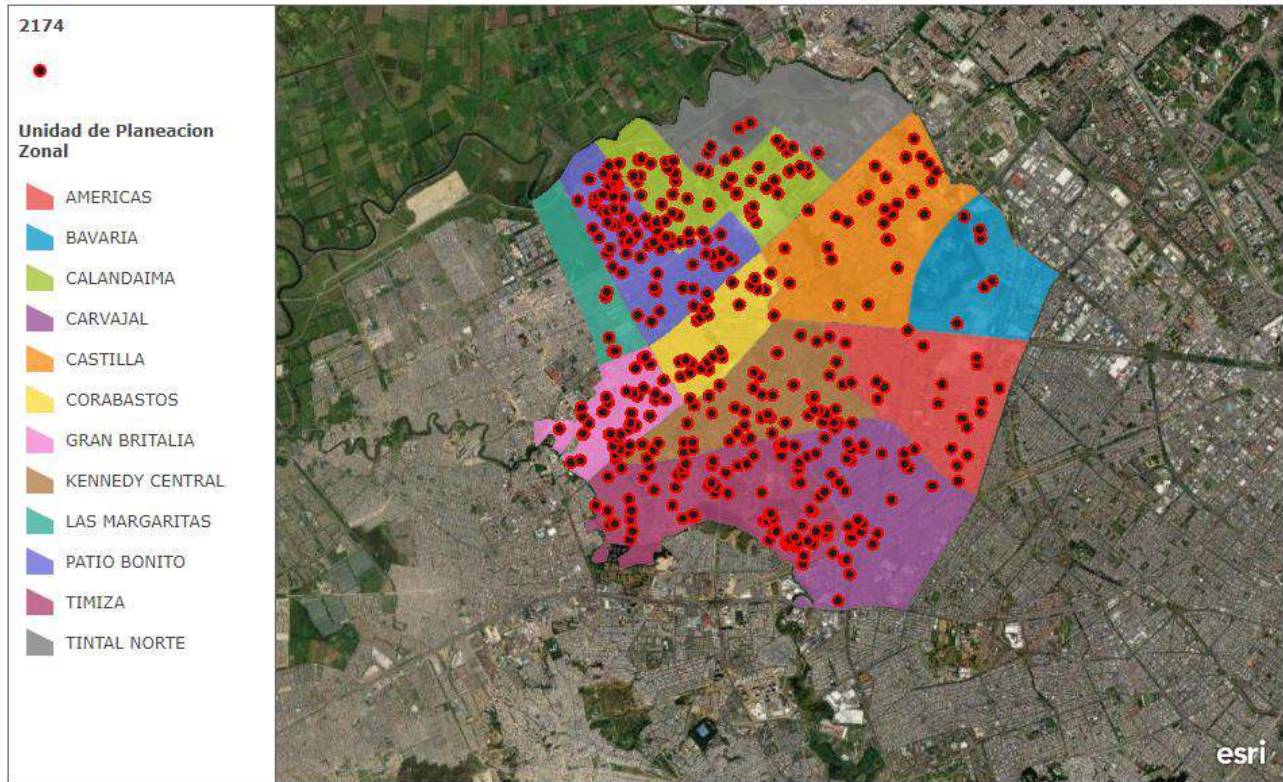 2174
Unidad de Planeacion
Zonal
AMERICAS
BAVARIA
CALANDAIMA
CARVAJAL
CASTILLA
CORABASTOS
GRAN BRITALIA
KENNEDY CENTRAL
LAS MARGARITAS
PATIO BONITO
TIMIZA
TINTAL NORTE
esri